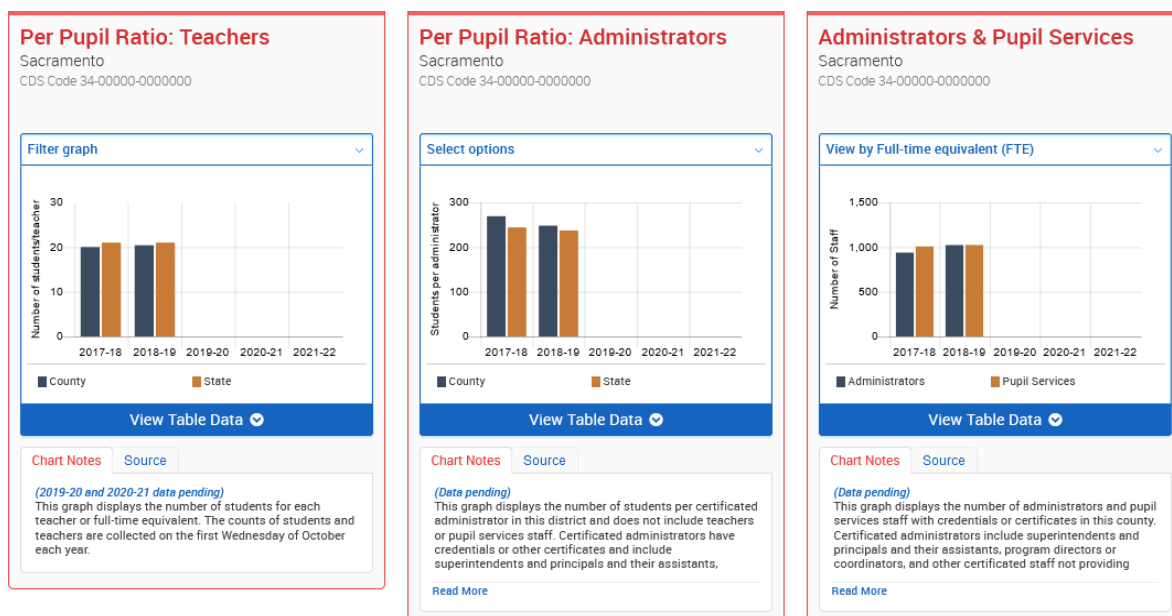 Per Pupil Ratio: Teachers
Sacramento
CDS Code 34-00000-0000000
Filter graph
Number of students/teacher
30
20
10
0
2017-18 2018-19 2019-20 2020-21 2021-22
County State
View Table Data
Chart Notes Source
(2019-20 and 2020-21 data pending)
This graph displays the number of students for each
teacher or full-time equivalent. The counts of students and
teachers are collected on the first Wednesday of October
each year.
Per Pupil Ratio: Administrators
Sacramento
CDS Code 34-00000-0000000
Select options
Students per administrator
300
200
100
0
2017-18 2018-19 2019-20 2020-21 2021-22
County State
View Table Data
Chart Notes Source
(Data pending)
This graph displays the number of students per certificated
administrator in this district and does not include teachers
or pupil services staff. Certificated administrators have
credentials or other certificates and include
superintendents and principals and their assistants,
Read More
Administrators & Pupil Services
Sacramento
CDS Code 34-00000-0000000
View by Full-time equivalent (FTE)
Number of Staff
1,500
1,000
500
0
2017-18 2018-19 2019-20 2020-21 2021-22
Administrators Pupil Services
View Table Data
Chart Notes Source
(Data pending)
This graph displays the number of administrators and pupil
services staff with credentials or certificates in this county.
Certificated administrators include superintendents and
principals and their assistants, program directors or
coordinators, and other certificated staff not providing
Read More